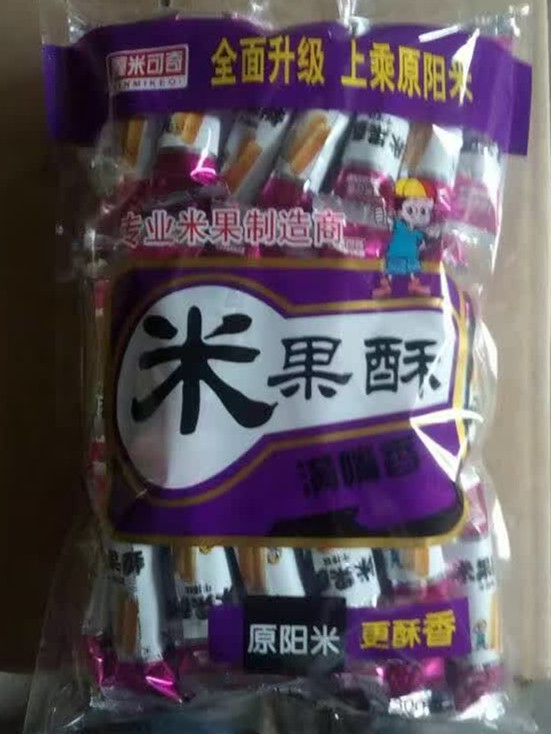 米可奇
全面升级 上乘原阳米
专业米果制造商
米果酥
满嘴香
原阳米 更酥香